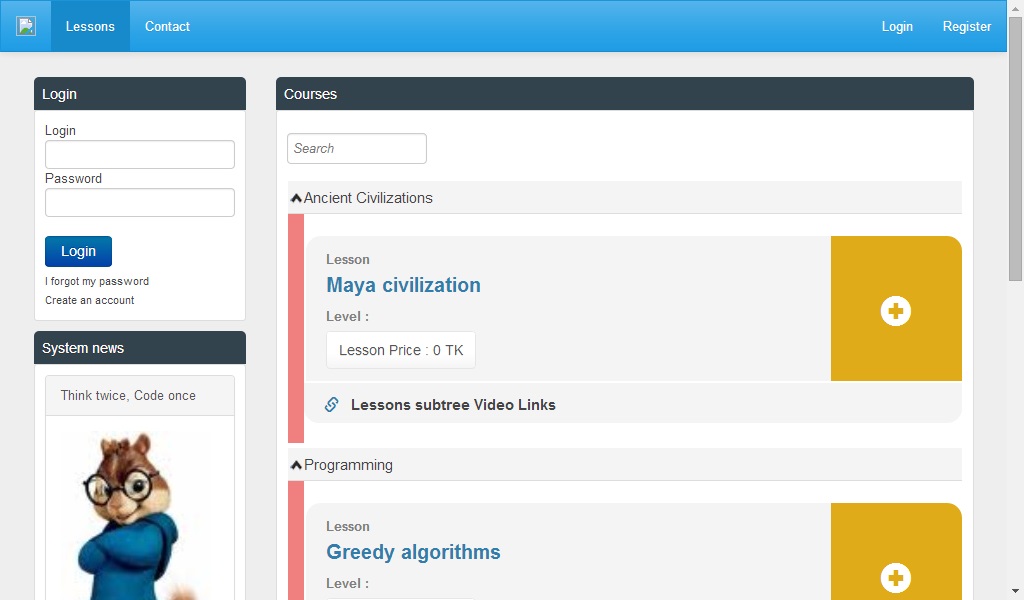 Lessons
Contact
Login
Register
Login
Login
Password
Login
I forgot my password
Create an account
System news
Think twice, Code once
Courses
Search
Ancient Civilizations
Lesson
Maya civilization
Level :
Lesson Price : 0 TK
Lessons subtree Video Links
Programming
Lesson
Greedy algorithms
Level :